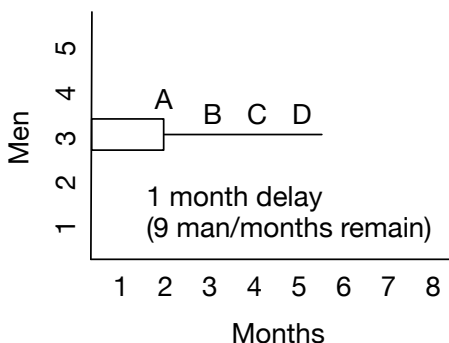 Men
5
4
3
2
1
A
B C D
1 month delay
(9 man/months remain)
1 2 3 4 5 6 7 8
Months